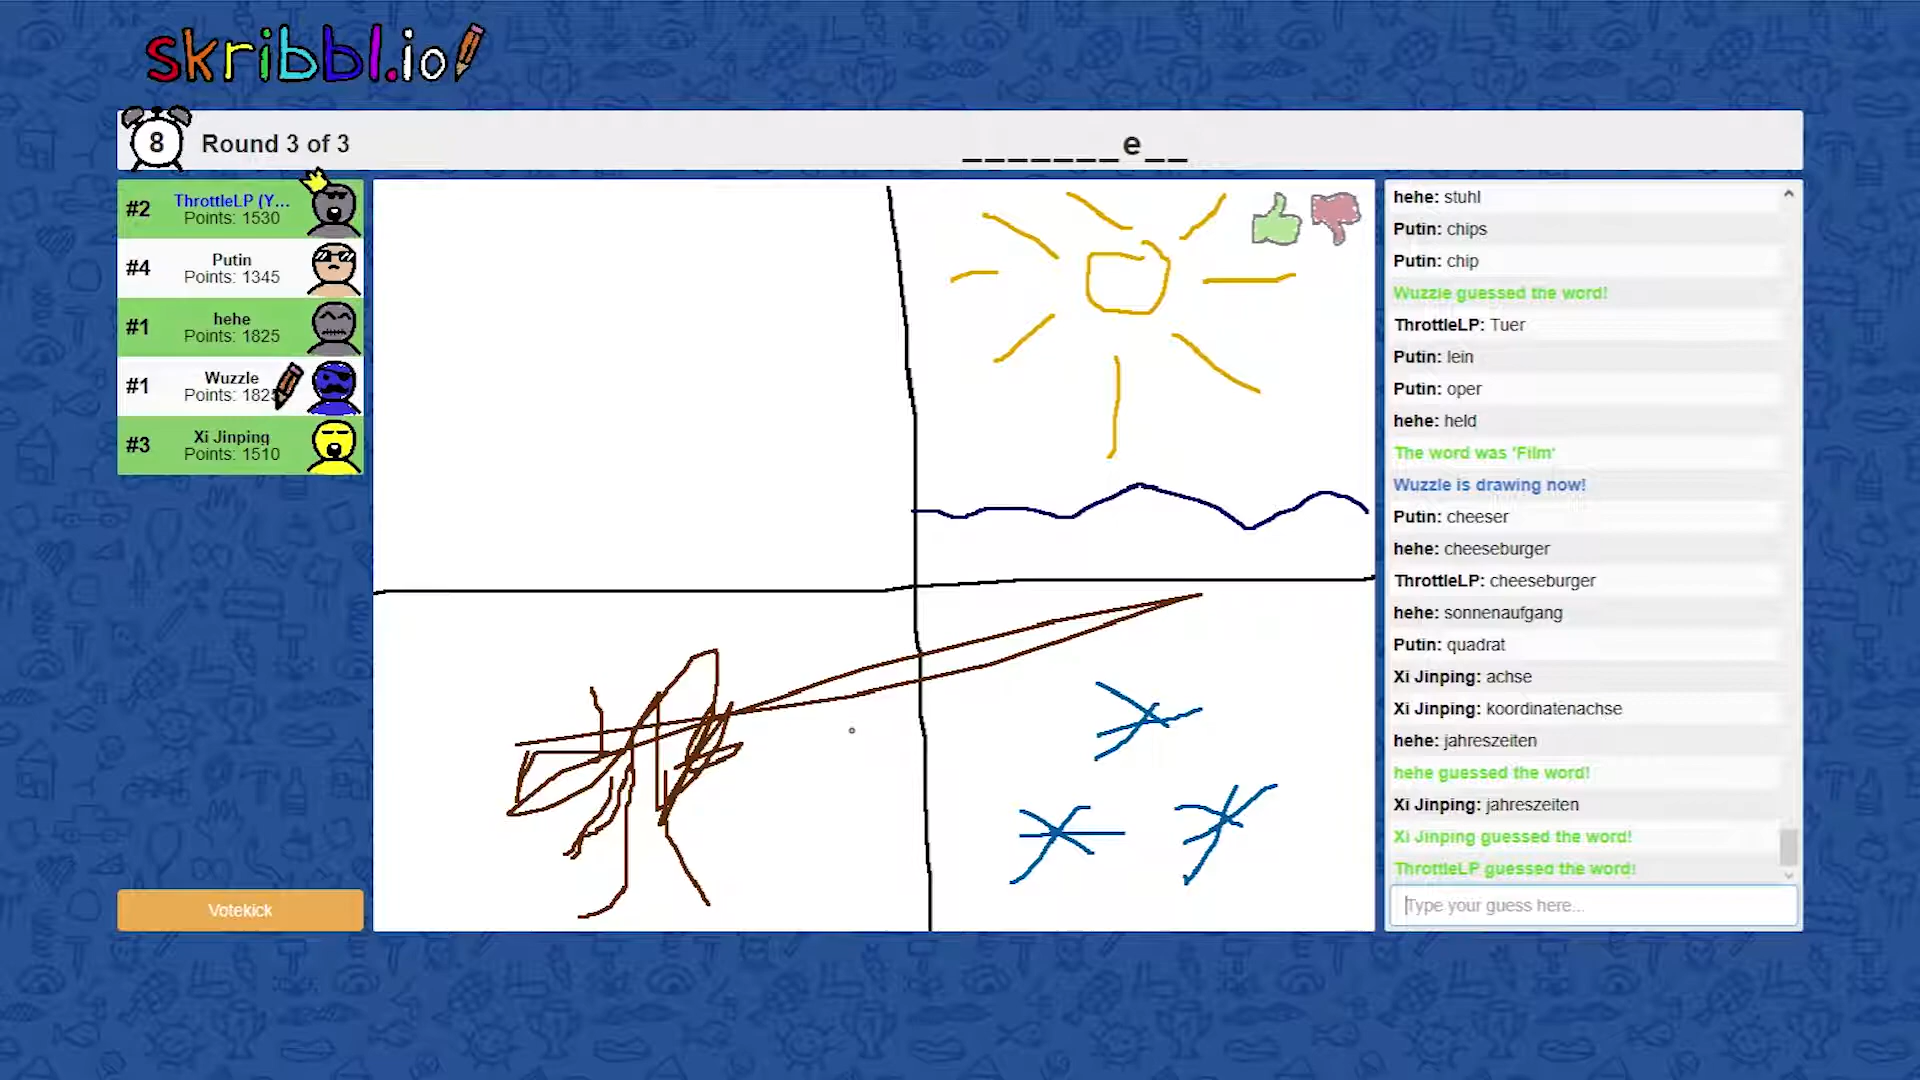 skribbl.io
8
Round 3 of 3
_______e__
#2
ThrottleLP (Y...
Points: 1530
#4
Putin
Points: 1345
#1
hehe
Points: 1825
#1
Wuzzle
Points: 1825
#3
Xi Jinping
Points: 1510
Votekick
hehe: stuhl
Putin: chips
Putin: chip
Wuzzle guessed the word!
ThrottleLP: Tuer
Putin: lein
Putin: oper
hehe: held
The word was 'Film'
Wuzzle is drawing now!
Putin: cheeser
hehe: cheeseburger
ThrottleLP: cheeseburger
hehe: sonnenaufgang
Putin: quadrat
Xi Jinping: achse
Xi Jinping: koordinatenachse
hehe: jahreszeiten
hehe guessed the word!
Xi Jinping: jahreszeiten
Xi Jinping guessed the word!
ThrottleLP guessed the word!
Type your guess here...